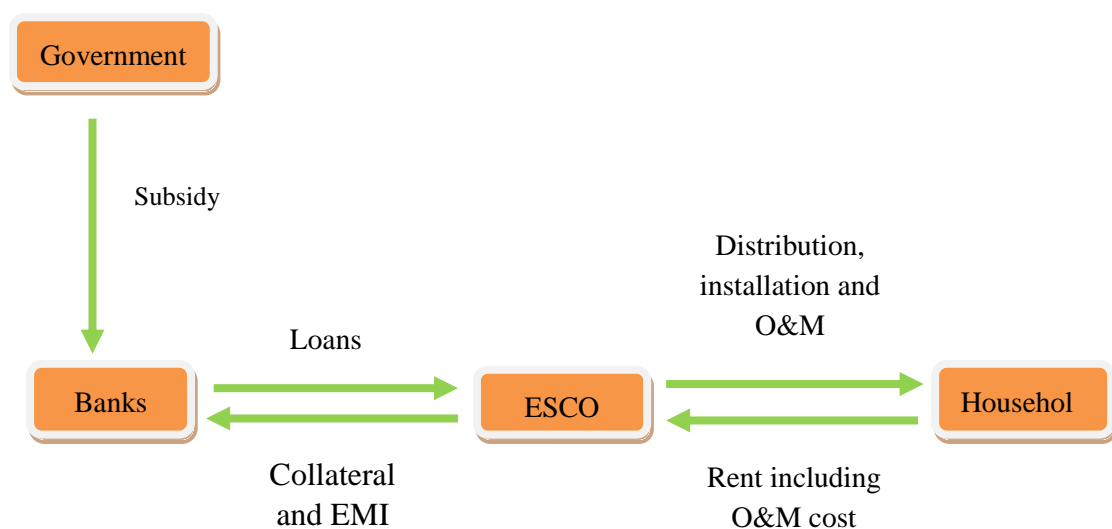 Government
Subsidy
Distribution,
installation and
O&M
Loans
Banks
ESCO
Househol
Collateral
and EMI
Rent including
O&M cost